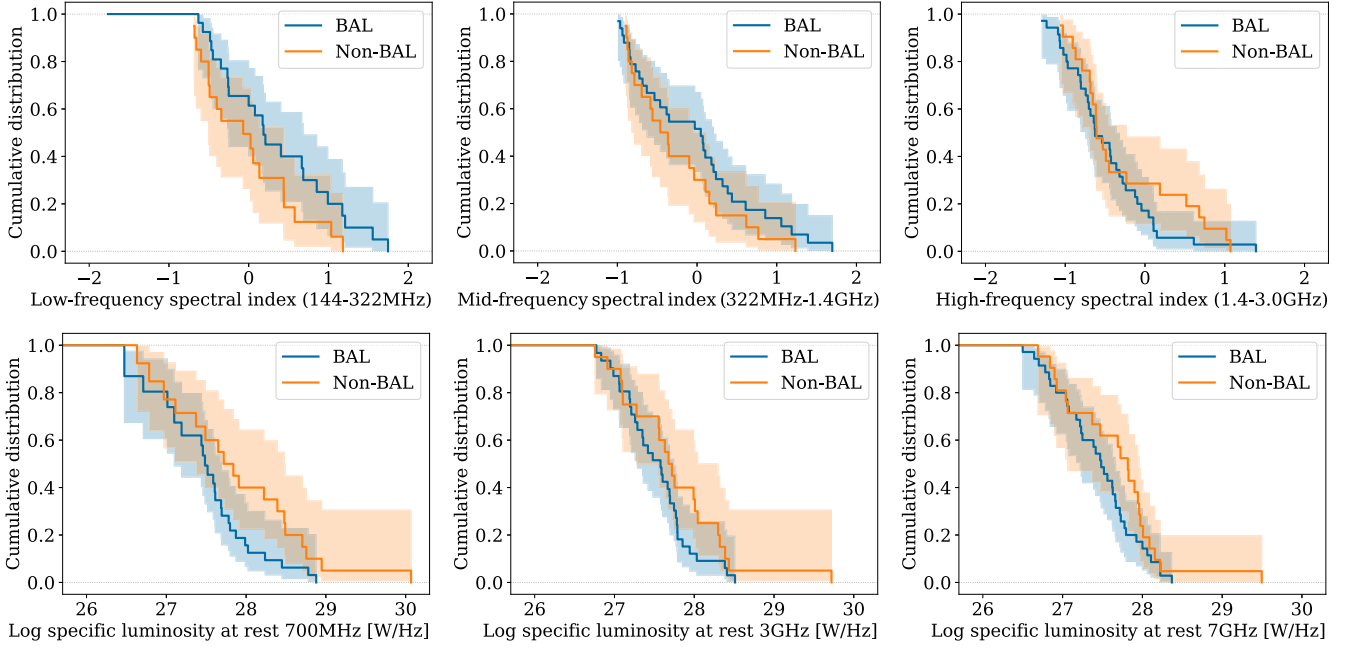 Cumulative distribution
1.0
0.8
0.6
0.4
0.2
0.0
BAL
Non-BAL
−2 −1 0 1 2
Low-frequency spectral index (144-322MHz)
Cumulative distribution
1.0
0.8
0.6
0.4
0.2
0.0
BAL
Non-BAL
−2 −1 0 1 2
Mid-frequency spectral index (322MHz-1.4GHz)
Cumulative distribution
1.0
0.8
0.6
0.4
0.2
0.0
BAL
Non-BAL
−2 −1 0 1 2
High-frequency spectral index (1.4-3.0GHz)
Cumulative distribution
1.0
0.8
0.6
0.4
0.2
0.0
BAL
Non-BAL
26 27 28 29 30
Log specific luminosity at rest 700MHz [W/Hz]
Cumulative distribution
1.0
0.8
0.6
0.4
0.2
0.0
BAL
Non-BAL
26 27 28 29 30
Log specific luminosity at rest 3GHz [W/Hz]
Cumulative distribution
1.0
0.8
0.6
0.4
0.2
0.0
BAL
Non-BAL
26 27 28 29 30
Log specific luminosity at rest 7GHz [W/Hz]